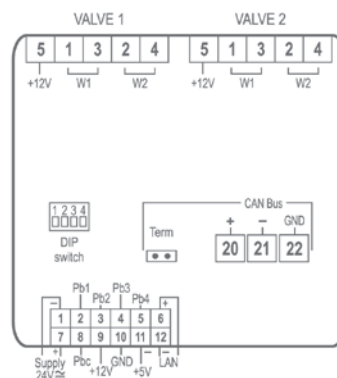 VALVE 1 VALVE 2
5 1 3 2 4 5 1 3 2 4
+12V W1 W2 +12V W1 W2
1 2 3 4
DIP
switch
CAN Bus
Term + − GND
20 21 22
Pb1 Pb3
Pb2 Pb4
− +
1 2 3 4 5 6
7 8 9 10 11 12
+ − −
Supply Pbc GND LAN
24V≂ +12V +5V